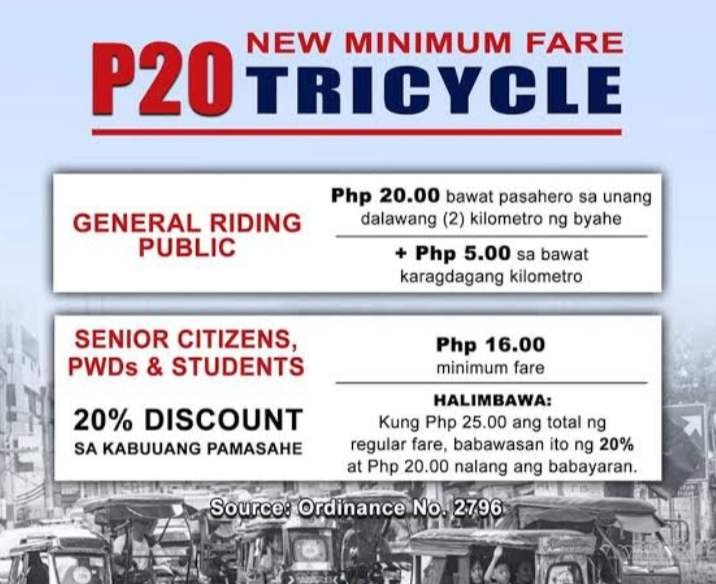 P20 NEW MINIMUM FARE
TRICYCLE
GENERAL RIDING
PUBLIC
Php 20.00 bawat pasahero sa unang
dalawang (2) kilometro ng byahe
+ Php 5.00 sa bawat
karagdagang kilometro
SENIOR CITIZENS,
PWDs & STUDENTS
20% DISCOUNT
SA KABUUANG PAMASAHE
Php 16.00
minimum fare
HALIMBAWA:
Kung Php 25.00 ang total ng
regular fare, babawasan ito ng 20%
at Php 20.00 nalang ang babayaran.
Source: Ordinance No. 2796